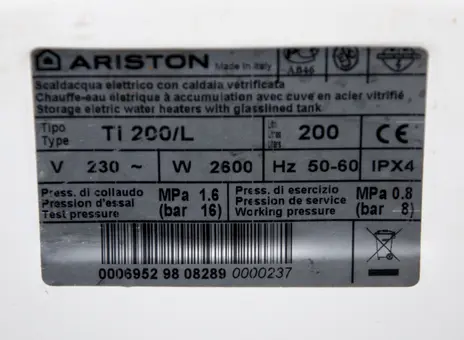 ARISTON Made in Italy
AB46
Scaldacqua elettrico con caldaia vetrificata
Chauffe-eau életrique à accumulation avec cuve en acier vitrifié
Storage eletric water heaters with glasslined tank
Tipo
Type
TI 200/L
200
CE
V 230 ~ W 2600 Hz 50-60 IPX4
Press. di collaudo
Pression d'essai
Test pressure
MPa 1.6
(bar 16)
Press. di esercizio
Pression de service
Working pressure
MPa 0.8
(bar 8)
0006952 98 08289 0000237